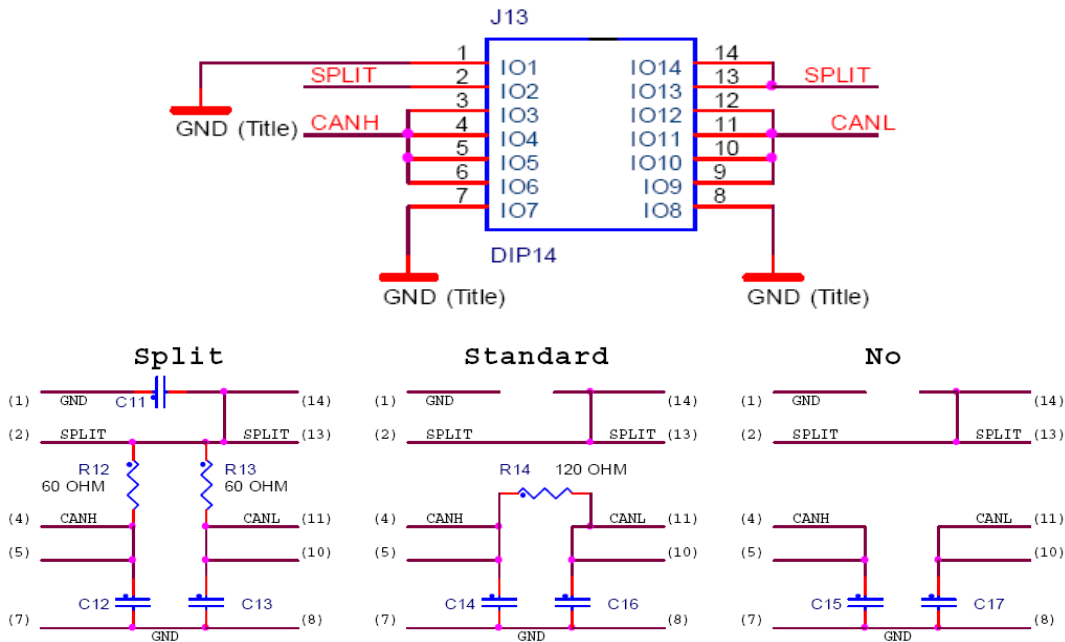 J13
1 IO1 IO14 14
SPLIT 2 IO2 IO13 13 SPLIT
3 IO3 IO12 12
GND (Title) CANH 4 IO4 IO11 11 CANL
5 IO5 IO10 10
6 IO6 IO9 9
7 IO7 IO8 8
DIP14
GND (Title) GND (Title)
Split
(1) GND C11 (14)
(2) SPLIT SPLIT (13)
R12 R13
60 OHM 60 OHM
(4) CANH CANL (11)
(5) (10)
C12 C13
(7) GND (8)
Standard
(1) GND (14)
(2) SPLIT SPLIT (13)
R14 120 OHM
(4) CANH CANL (11)
(5) (10)
C14 C16
(7) GND (8)
No
(1) GND (14)
(2) SPLIT SPLIT (13)
(4) CANH CANL (11)
(5) (10)
C15 C17
(7) GND (8)